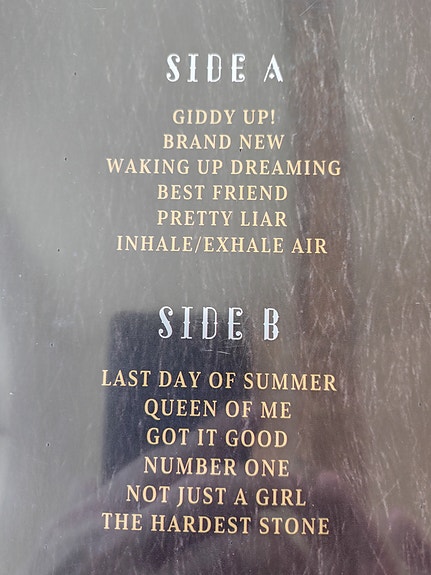 SIDE A
GIDDY UP!
BRAND NEW
WAKING UP DREAMING
BEST FRIEND
PRETTY LIAR
INHALE/EXHALE AIR
SIDE B
LAST DAY OF SUMMER
QUEEN OF ME
GOT IT GOOD
NUMBER ONE
NOT JUST A GIRL
THE HARDEST STONE